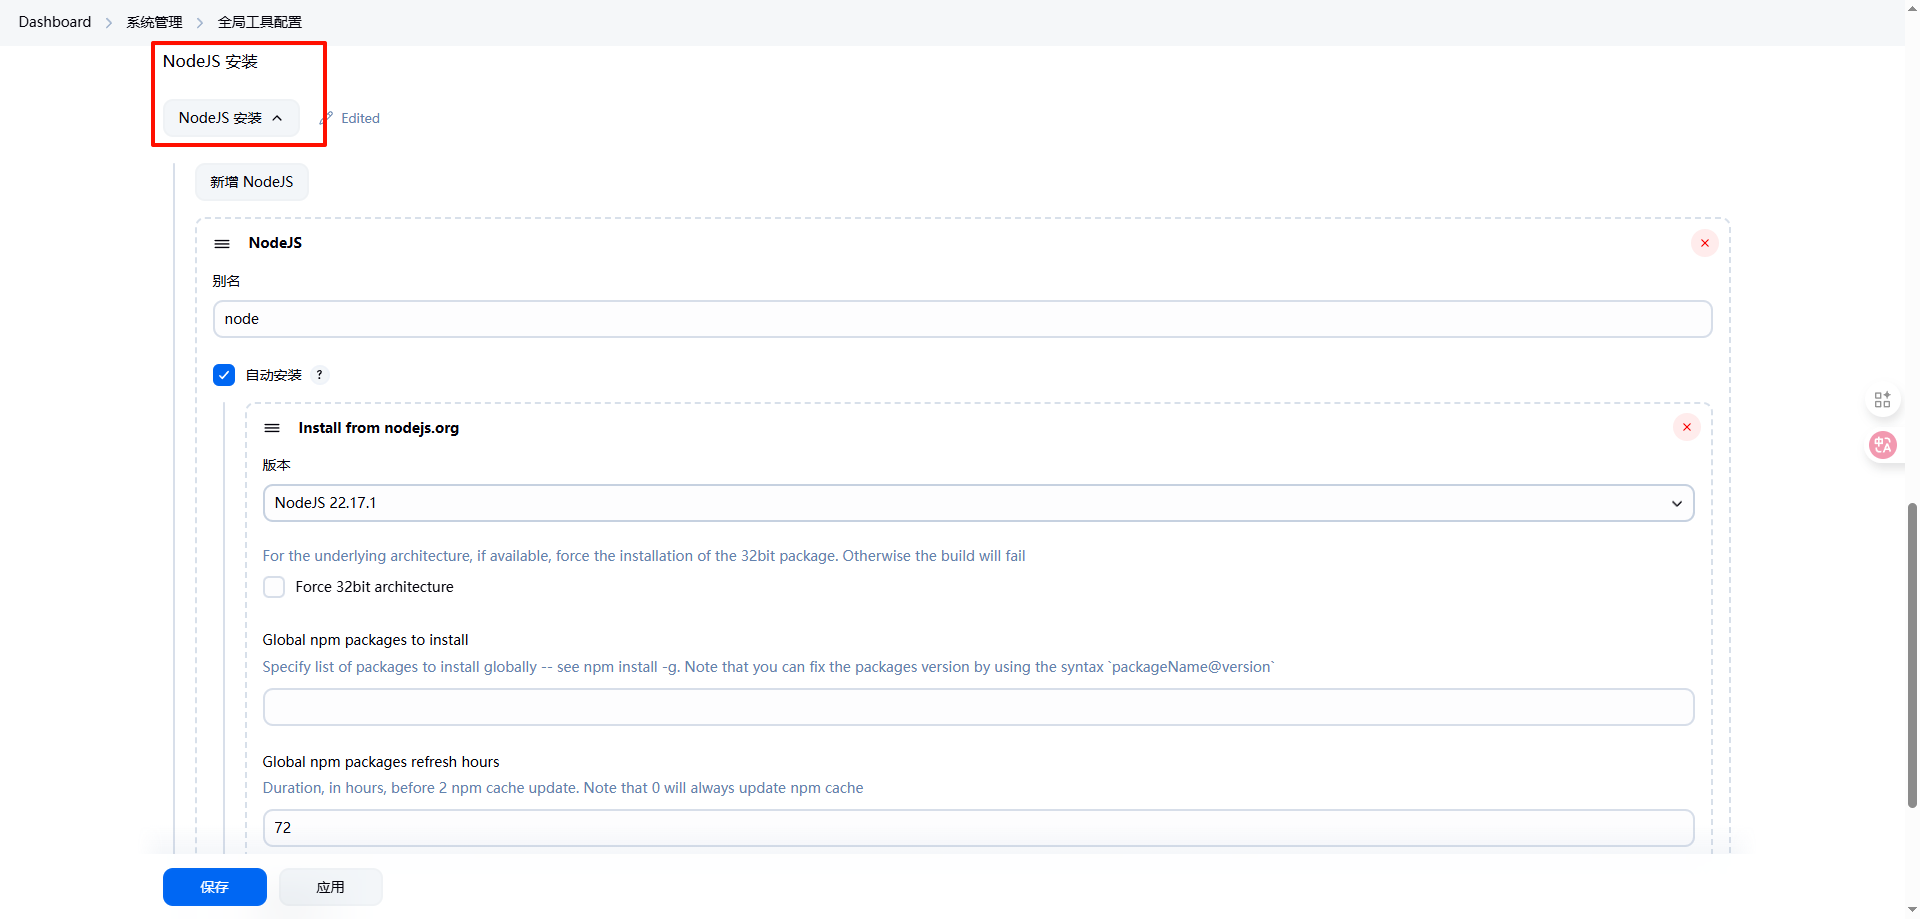 Dashboard > 系统管理 > 全局工具配置
NodeJS 安装
NodeJS 安装
Edited
新增 NodeJS
NodeJS
别名
node
自动安装 ?
Install from nodejs.org
版本
NodeJS 22.17.1
For the underlying architecture, if available, force the installation of the 32bit package. Otherwise the build will fail
Force 32bit architecture
Global npm packages to install
Specify list of packages to install globally -- see npm install -g. Note that you can fix the packages version by using the syntax `packageName@version`
Global npm packages refresh hours
Duration, in hours, before 2 npm cache update. Note that 0 will always update npm cache
72
保存
应用
中A